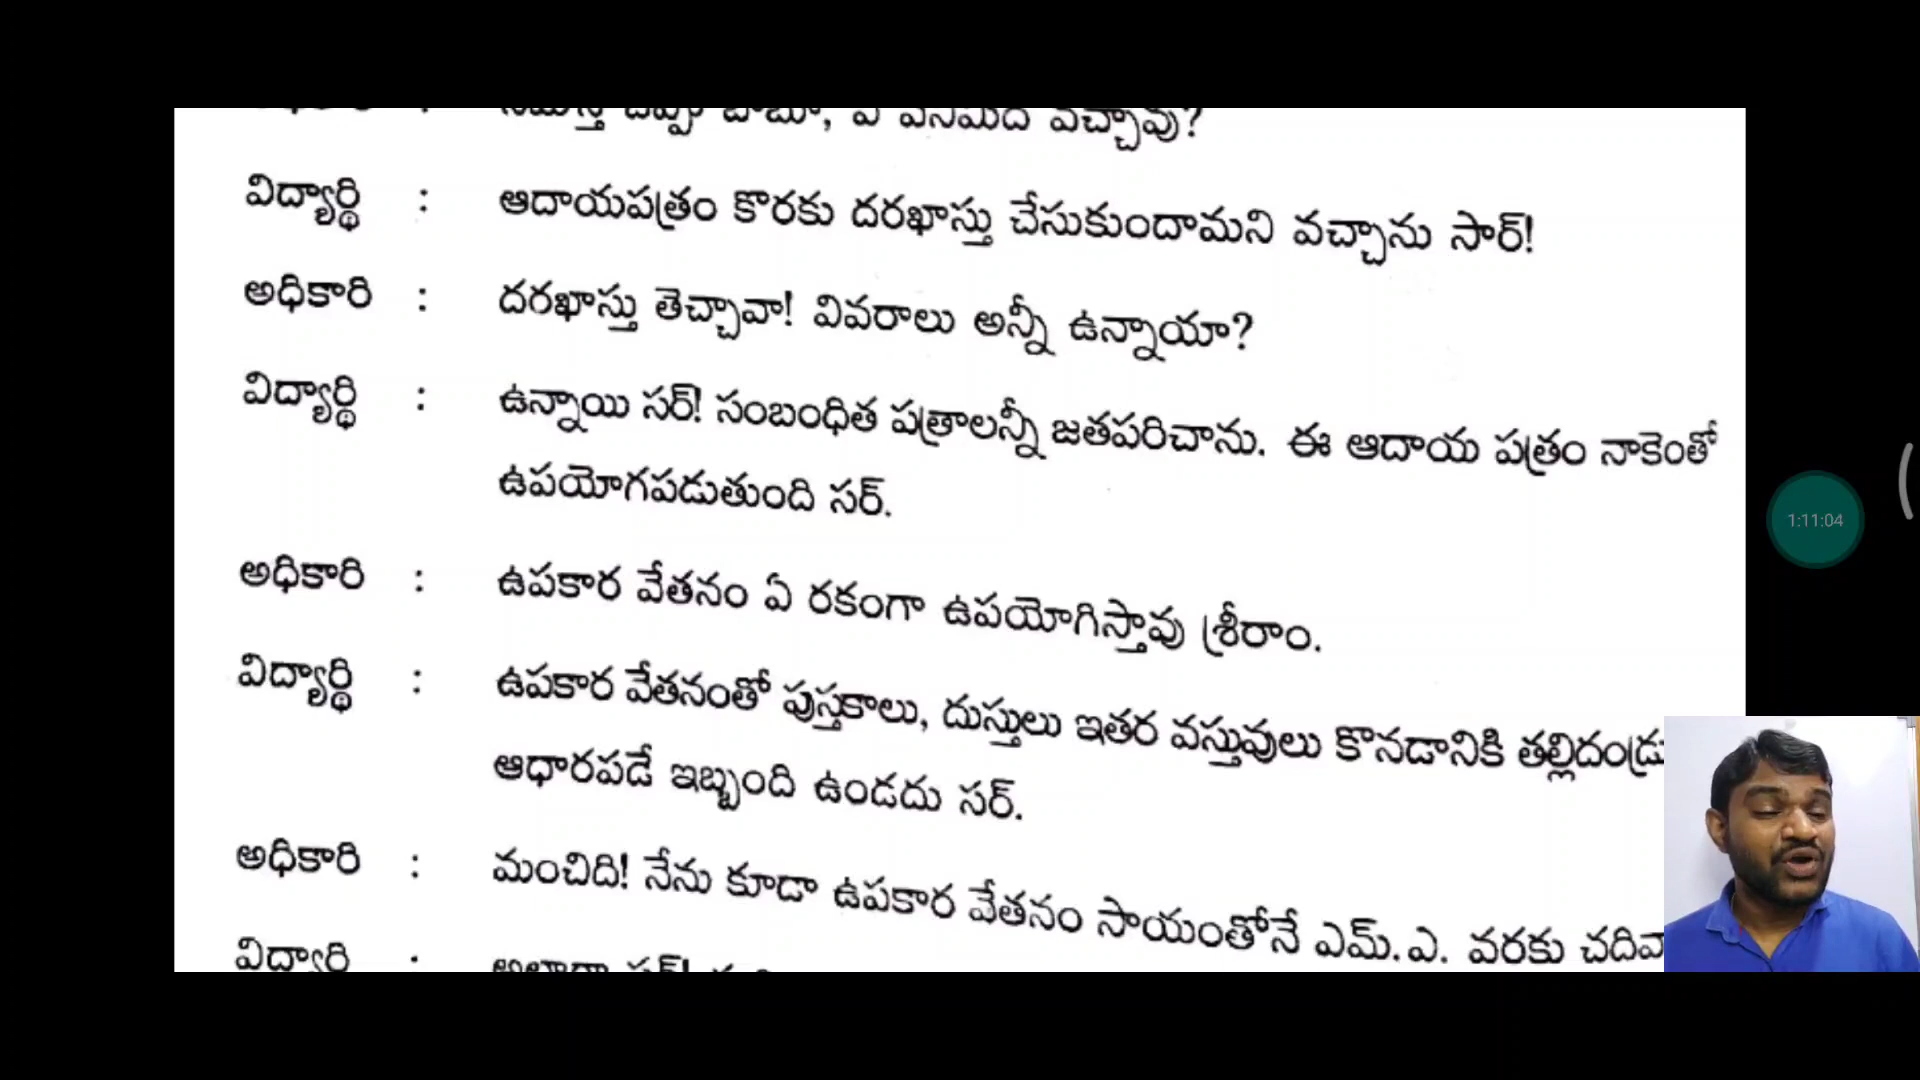 వచ్చావు?
విద్యార్థి : ఆదాయపత్రం కొరకు దరఖాస్తు చేసుకుందామని వచ్చాను సార్!
అధికారి : దరఖాస్తు తెచ్చావా! వివరాలు అన్నీ ఉన్నాయా?
విద్యార్థి : ఉన్నాయి సర్! సంబంధిత పత్రాలన్నీ జతపరిచాను. ఈ ఆదాయ పత్రం నాకెంతో
ఉపయోగపడుతుంది సర్.
అధికారి : ఉపకార వేతనం ఏ రకంగా ఉపయోగిస్తావు శ్రీరాం.
విద్యార్థి : ఉపకార వేతనంతో పుస్తకాలు, దుస్తులు ఇతర వస్తువులు కొనడానికి తల్లిదండ్రు
ఆధారపడే ఇబ్బంది ఉండదు సర్.
అధికారి : మంచిది! నేను కూడా ఉపకార వేతనం సాయంతోనే ఎమ్.ఎ. వరకు
1:11:04